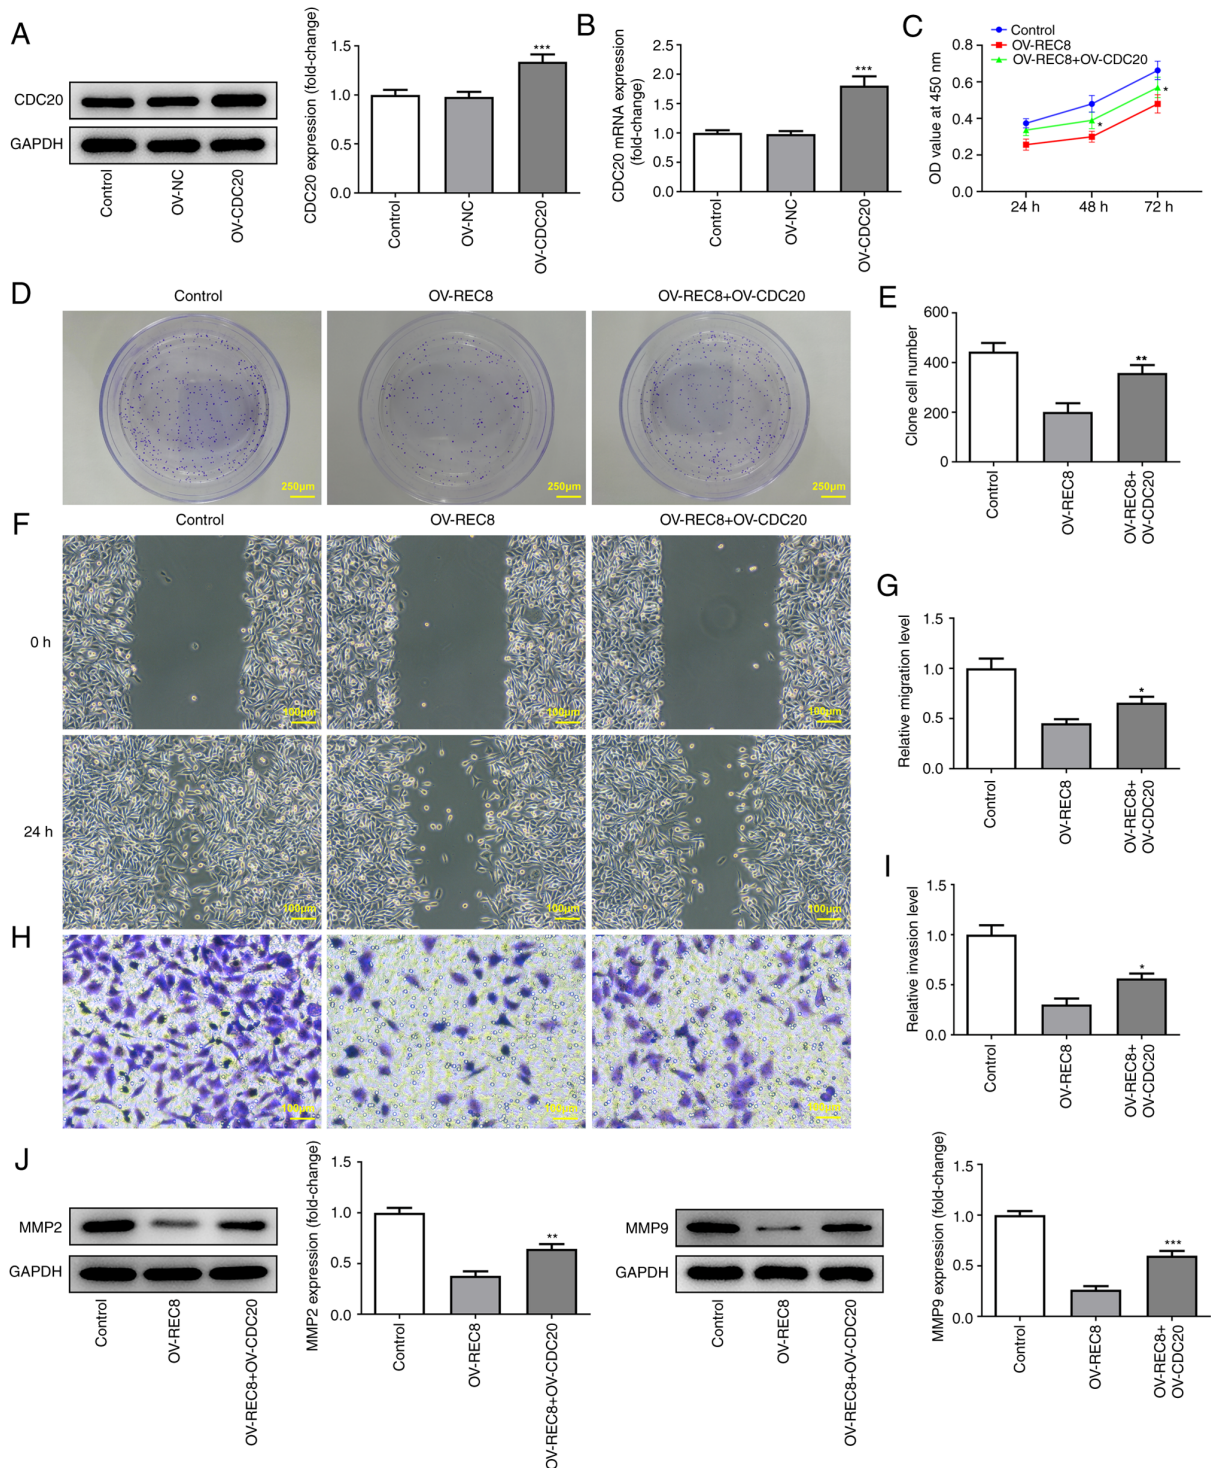 A
CDC20
GAPDH
Control
OV-NC
OV-CDC20
CDC20 expression (fold-change)
1.5
1.0
0.5
0.0
***
Control
OV-NC
OV-CDC20
B
CDC20 mRNA expression
(fold-change)
2.5
2.0
1.5
1.0
0.5
0.0
***
Control
OV-NC
OV-CDC20
C
Control
OV-REC8
OV-REC8+OV-CDC20
OD value at 450 nm
0.8
0.6
0.4
0.2
0.0
*
*
24 h
48 h
72 h
D
Control
OV-REC8
OV-REC8+OV-CDC20
250μm
250μm
250μm
E
Clone cell number
600
400
200
0
**
Control
OV-REC8
OV-REC8+
OV-CDC20
F
Control
OV-REC8
OV-REC8+OV-CDC20
0 h
100μm
100μm
100μm
24 h
100μm
100μm
100μm
G
Relative migration level
1.5
1.0
0.5
0.0
*
Control
OV-REC8
OV-REC8+
OV-CDC20
H
100μm
100μm
100μm
I
Relative invasion level
1.5
1.0
0.5
0.0
*
Control
OV-REC8
OV-REC8+
OV-CDC20
J
MMP2
GAPDH
Control
OV-REC8
OV-REC8+OV-CDC20
MMP2 expression (fold-change)
1.5
1.0
0.5
0.0
**
Control
OV-REC8
OV-REC8+OV-CDC20
MMP9
GAPDH
Control
OV-REC8
OV-REC8+OV-CDC20
MMP9 expression (fold-change)
1.5
1.0
0.5
0.0
***
Control
OV-REC8
OV-REC8+
OV-CDC20